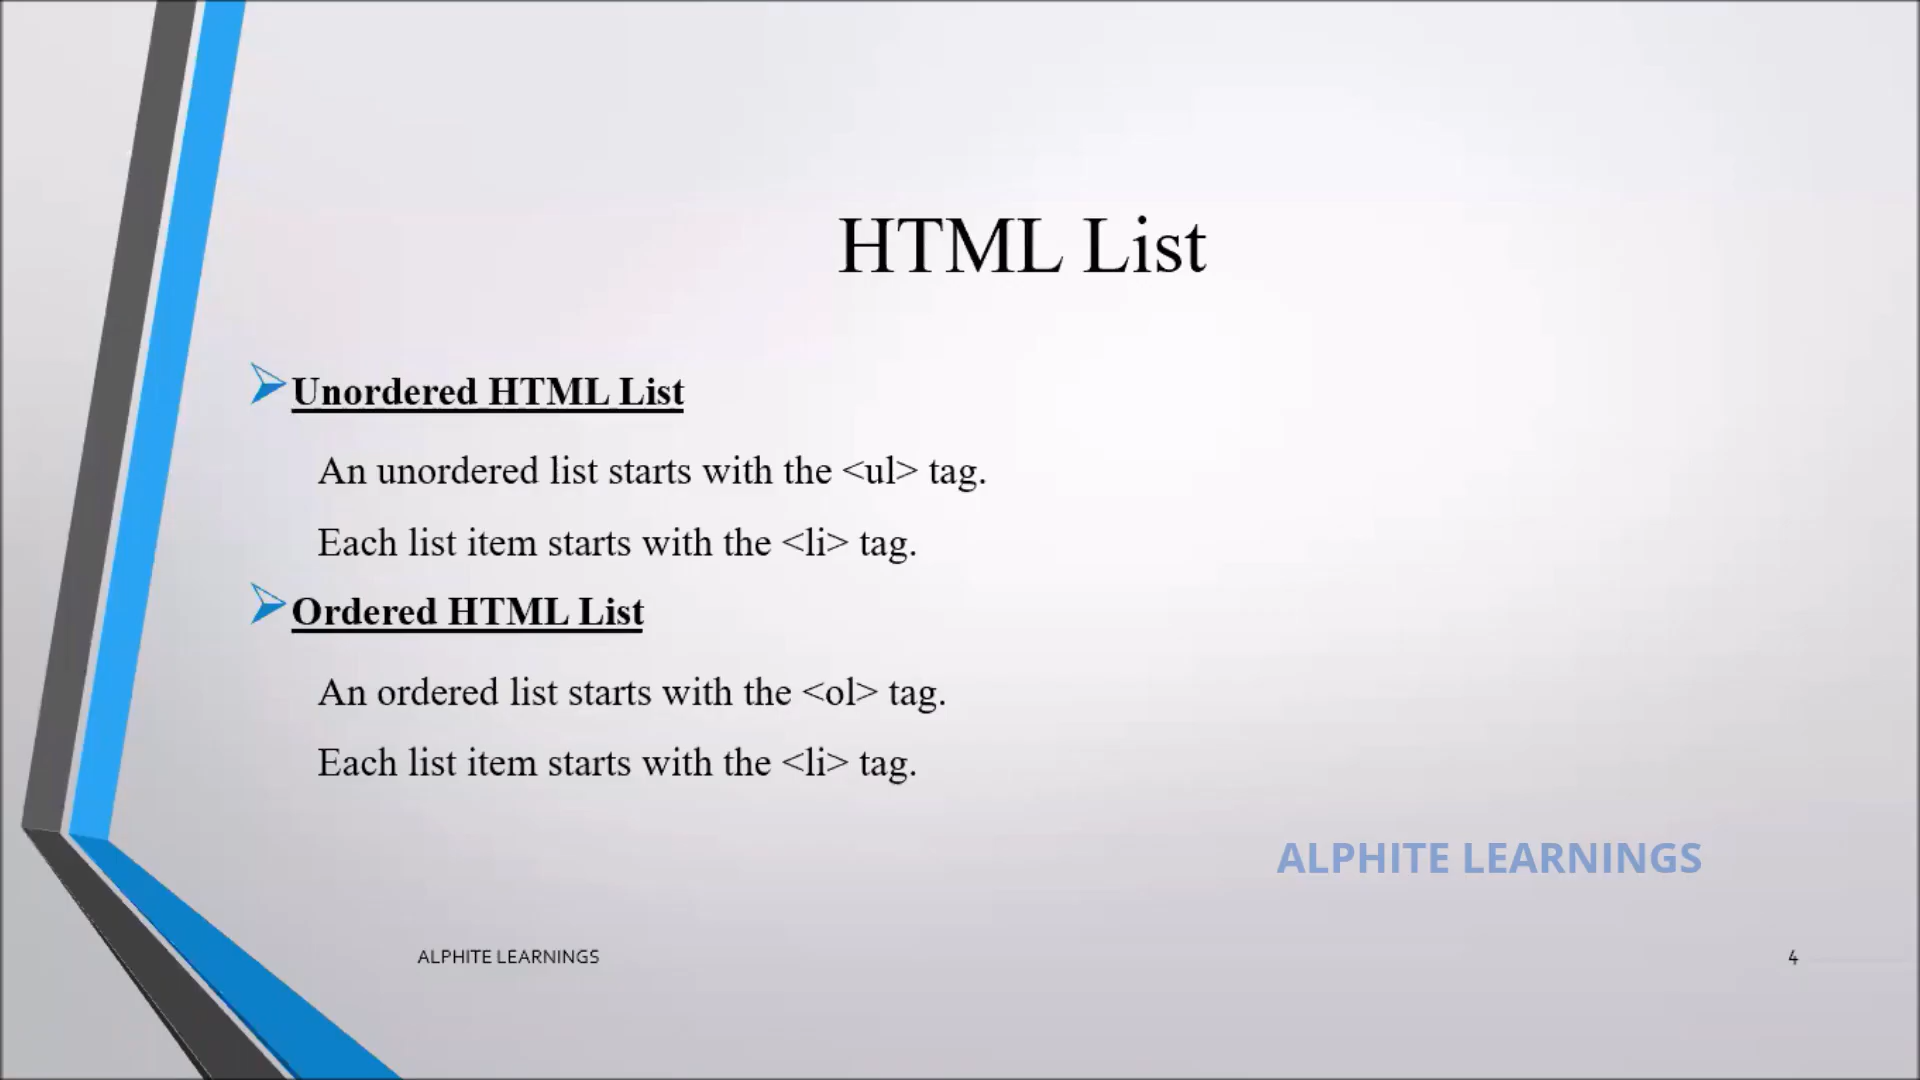 HTML List
Unordered HTML List
An unordered list starts with the <ul> tag.
Each list item starts with the <li> tag.
Ordered HTML List
An ordered list starts with the <ol> tag.
Each list item starts with the <li> tag.
ALPHITE LEARNINGS
ALPHITE LEARNINGS
4